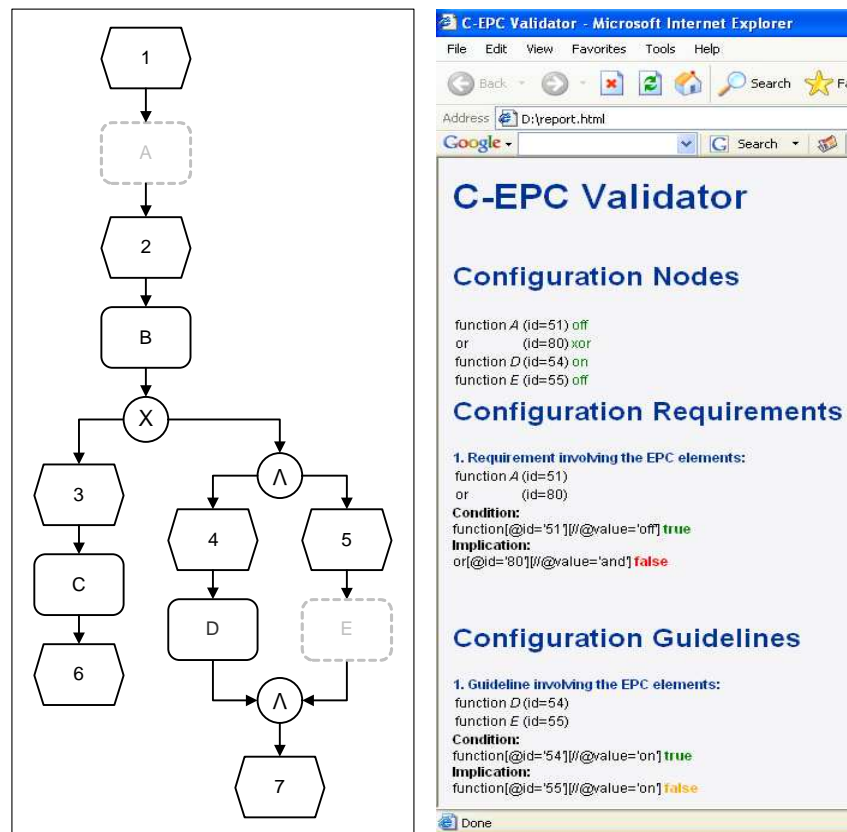 1
A
2
B
X
Λ
3
4
5
C
D
E
6
Λ
7
C-EPC Validator - Microsoft Internet Explorer
File Edit View Favorites Tools Help
Back Search
Address D:\report.html
Google Search
C-EPC Validator
Configuration Nodes
function A (id=51) off
or (id=80) xor
function D (id=54) on
function E (id=55) off
Configuration Requirements
1. Requirement involving the EPC elements:
function A (id=51)
or (id=80)
Condition:
function[@id='51'][//@value='off'] true
Implication:
or[@id='80'][//@value='and'] false
Configuration Guidelines
1. Guideline involving the EPC elements:
function D (id=54)
function E (id=55)
Condition:
function[@id='54'][//@value='on'] true
Implication:
function[@id='55'][//@value='on'] false
Done